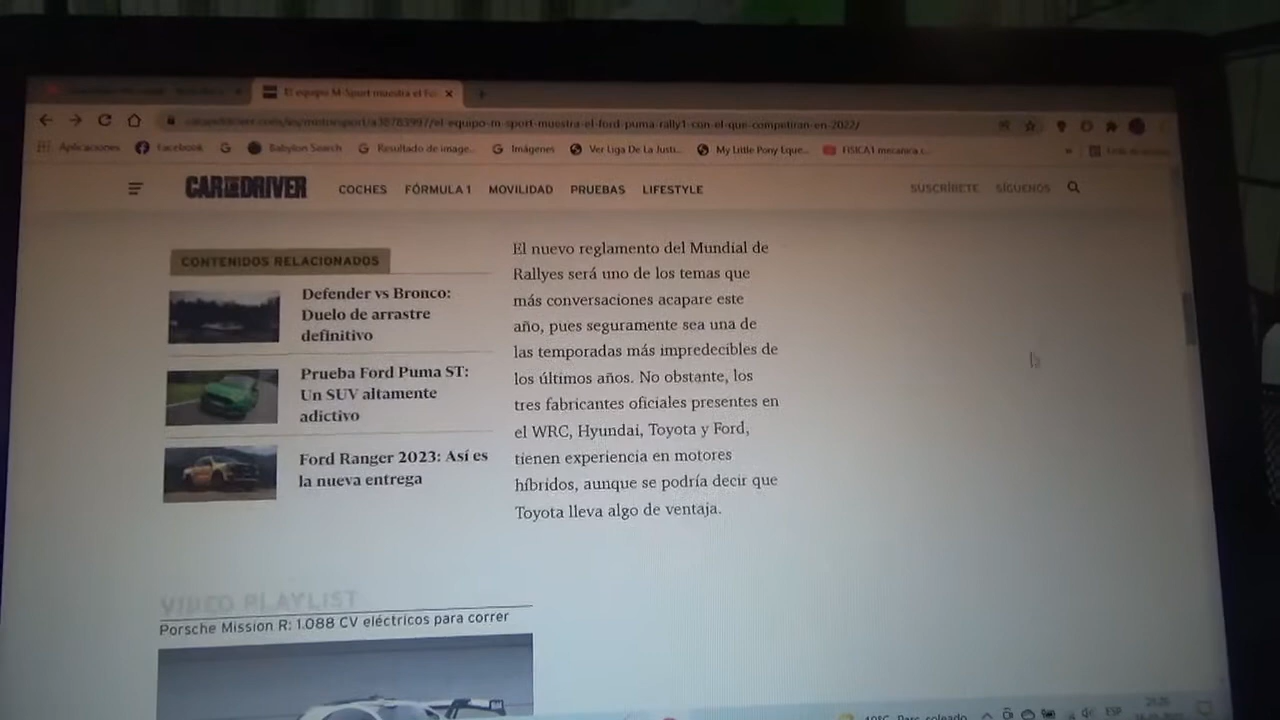 El equipo M-Sport muestra el
caranddriver.com/es/motorsport/a38783997/el-equipo-m-sport-muestra-el-ford-puma-rally1-con-el-que-competiran-en-2022/
Aplicaciones Facebook Babylon Search Resultado de image... Imágenes Ver Liga De La Justi... My Little Pony Eque... FISICA1 mecanica c...
CAR AND DRIVER COCHES FÓRMULA 1 MOVILIDAD PRUEBAS LIFESTYLE SUSCRÍBETE SÍGUENOS
CONTENIDOS RELACIONADOS
Defender vs Bronco:
Duelo de arrastre
definitivo
Prueba Ford Puma ST:
Un SUV altamente
adictivo
Ford Ranger 2023: Así es
la nueva entrega
El nuevo reglamento del Mundial de
Rallyes será uno de los temas que
más conversaciones acapare este
año, pues seguramente sea una de
las temporadas más impredecibles de
los últimos años. No obstante, los
tres fabricantes oficiales presentes en
el WRC, Hyundai, Toyota y Ford,
tienen experiencia en motores
híbridos, aunque se podría decir que
Toyota lleva algo de ventaja.
VIDEO PLAYLIST
Porsche Mission R: 1.088 CV eléctricos para correr
10°C Parc. soleado ESP